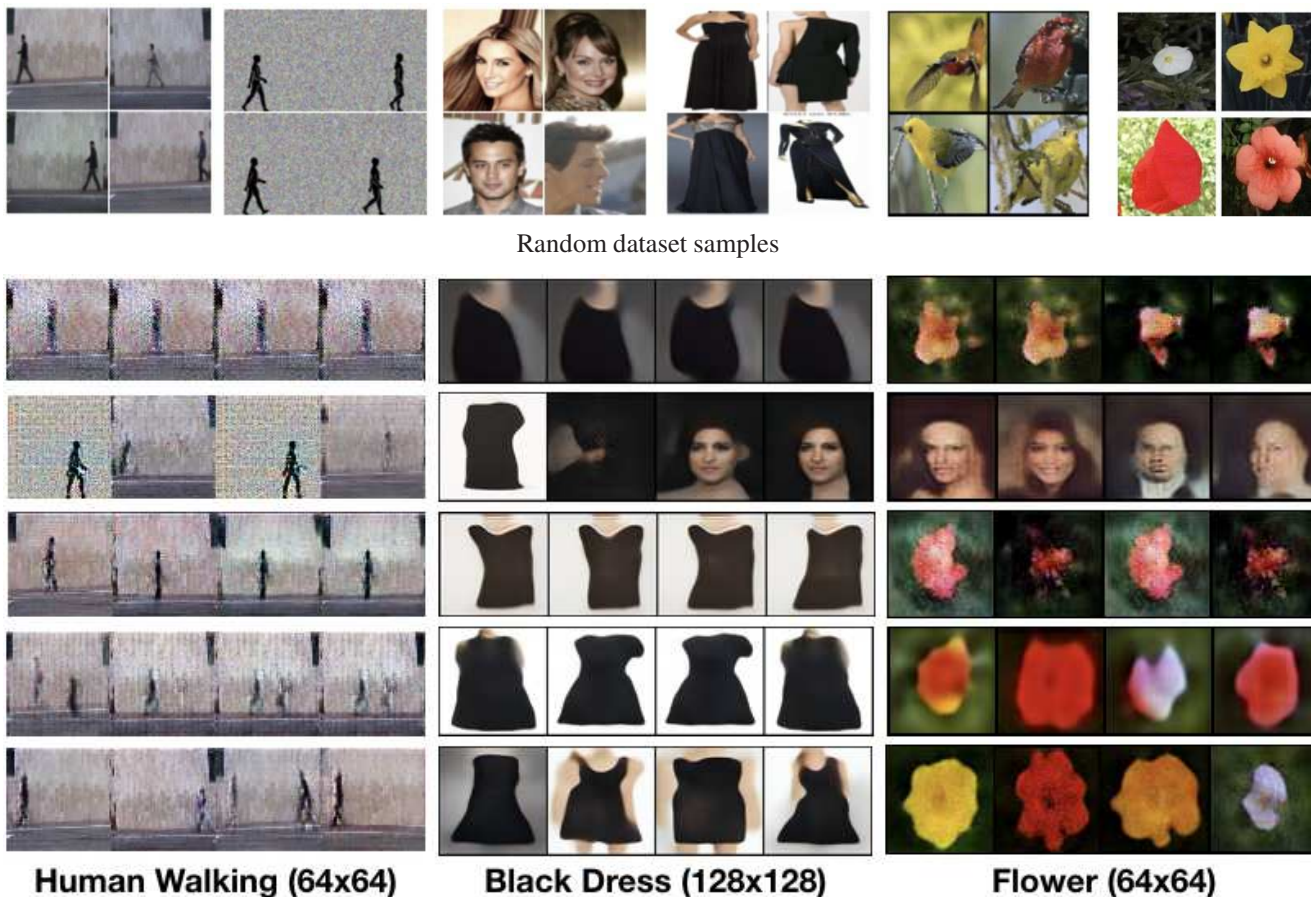 Random dataset samples
Human Walking (64x64)
Black Dress (128x128)
Flower (64x64)